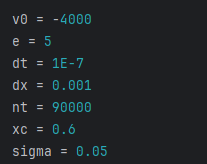 v0 = -4000
e = 5
dt = 1E-7
dx = 0.001
nt = 90000
xc = 0.6
sigma = 0.05